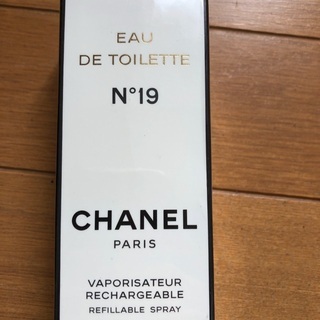 EAU
DE TOILETTE
N°19
CHANEL
PARIS
VAPORISATEUR
RECHARGEABLE
REFILLABLE SPRAY